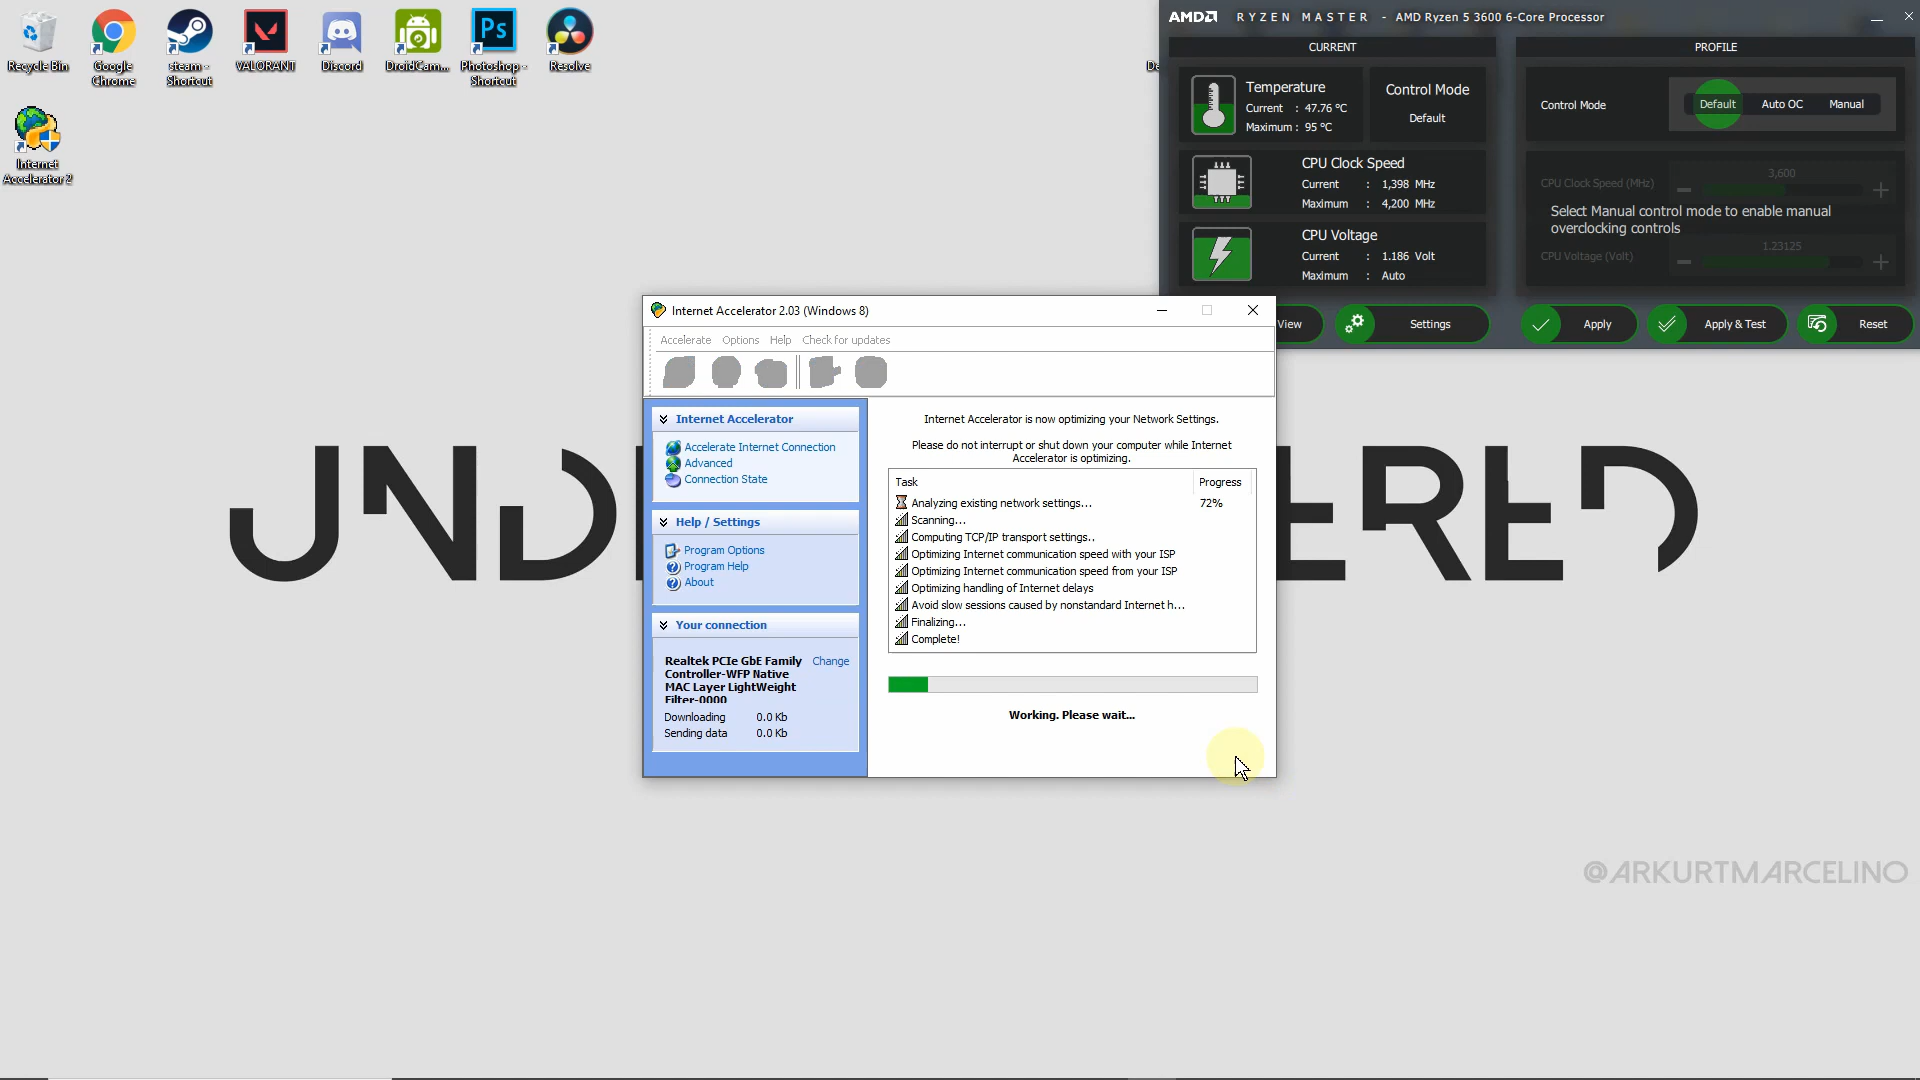 Recycle Bin
Google
Chrome
steam -
Shortcut
VALORANT
Discord
DroidCam...
Photoshop -
Shortcut
Resolve
Internet
Accelerator 2
De
AMD RYZEN MASTER - AMD Ryzen 5 3600 6-Core Processor
CURRENT
PROFILE
Temperature
Current : 47.76 °C
Maximum : 95 °C
Control Mode
Default
CPU Clock Speed
Current : 1,398 MHz
Maximum : 4,200 MHz
CPU Voltage
Current : 1.186 Volt
Maximum : Auto
Control Mode
Default
Auto OC
Manual
CPU Clock Speed (MHz)
3,600
Select Manual control mode to enable manual
overclocking controls
1.23125
CPU Voltage (Volt)
View
Settings
Apply
Apply & Test
Reset
Internet Accelerator 2.03 (Windows 8)
Accelerate Options Help Check for updates
Internet Accelerator
Accelerate Internet Connection
Advanced
Connection State
Help / Settings
Program Options
Program Help
About
Your connection
Realtek PCIe GbE Family
Controller-WFP Native
MAC Layer LightWeight
Filter-0000
Change
Downloading 0.0 Kb
Sending data 0.0 Kb
Internet Accelerator is now optimizing your Network Settings.
Please do not interrupt or shut down your computer while Internet
Accelerator is optimizing.
Task Progress
Analyzing existing network settings... 72%
Scanning...
Computing TCP/IP transport settings..
Optimizing Internet communication speed with your ISP
Optimizing Internet communication speed from your ISP
Optimizing handling of Internet delays
Avoid slow sessions caused by nonstandard Internet h...
Finalizing...
Complete!
Working. Please wait...
UND ERED
@ARKURTMARCELINO
Ps